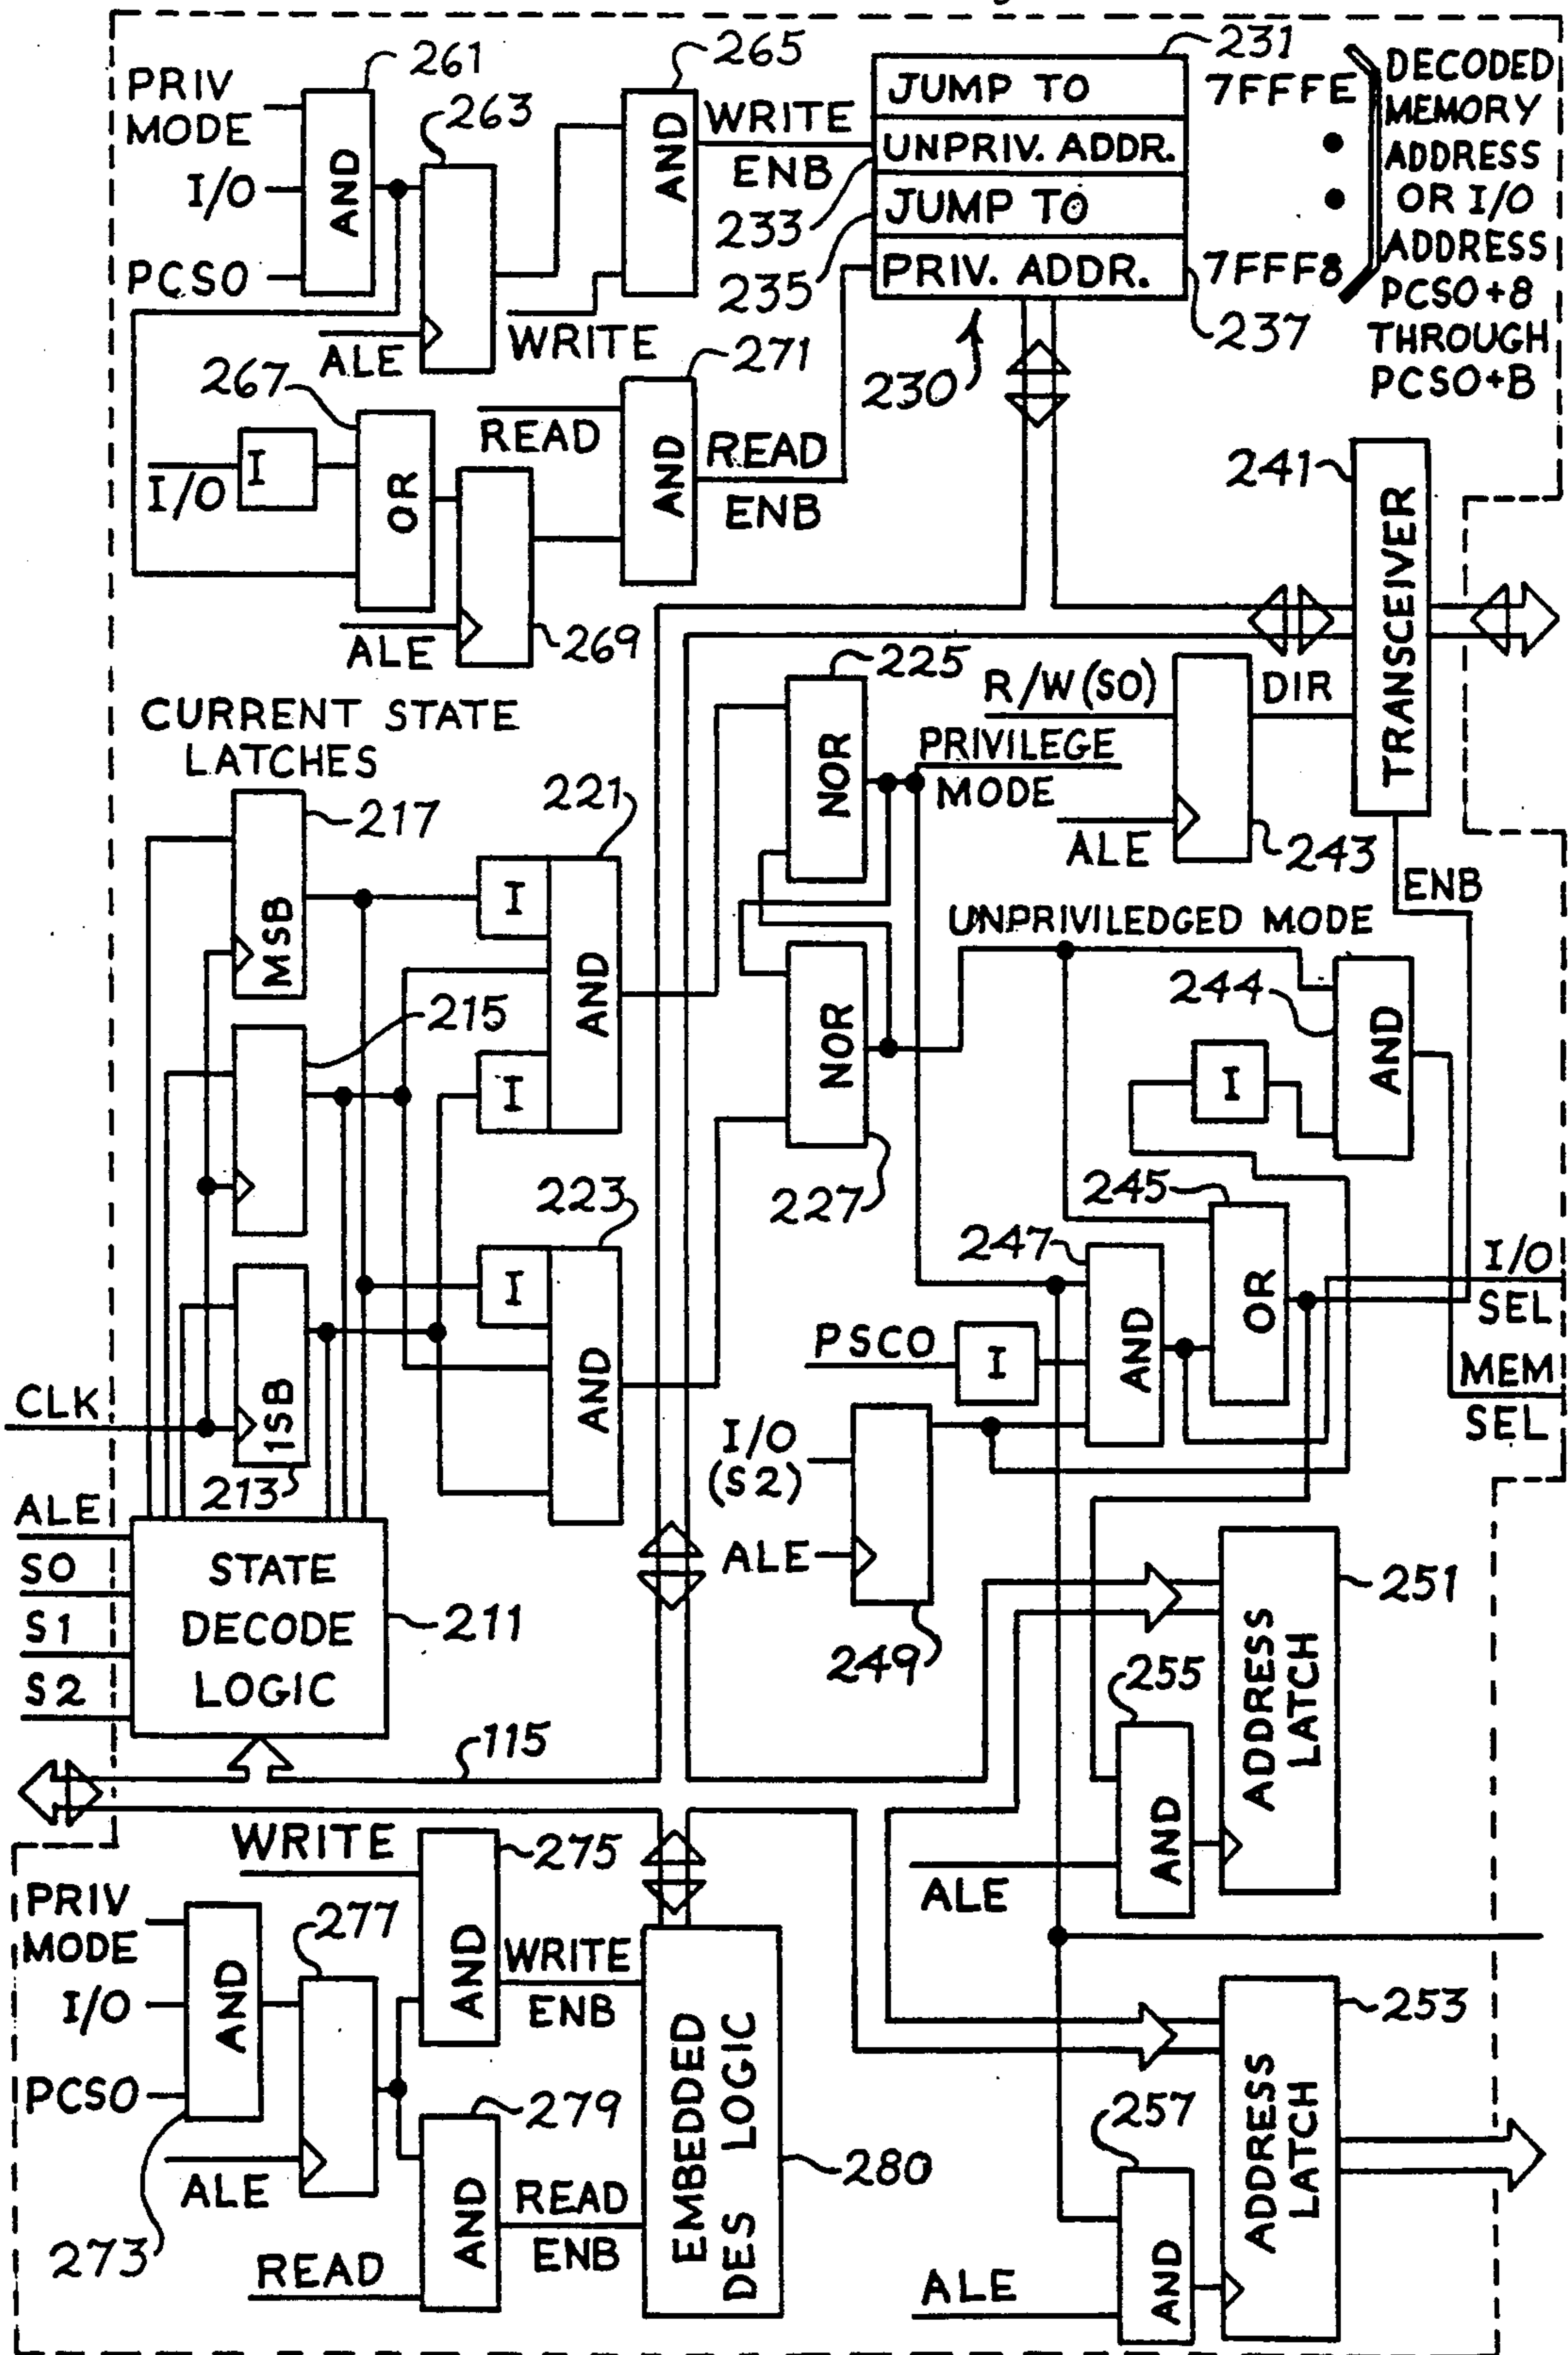 PRIV
MODE
I/O
PCSO
AND
261
263
ALE
265
AND
WRITE
WRITE
ENB
231
JUMP TO
UNPRIV. ADDR.
JUMP TO
PRIV. ADDR.
233
235
230
237
7FFFE
7FFF8
DECODED
MEMORY
ADDRESS
OR I/O
ADDRESS
PCSO+8
THROUGH
PCSO+B
267
I/O
I
OR
ALE
269
271
READ
AND
READ
ENB
241
TRANSCEIVER
CURRENT STATE
LATCHES
217
MSB
215
1SB
213
CLK
221
I
I
AND
223
I
AND
225
NOR
NOR
227
PRIVILEGE
MODE
R/W (SO)
ALE
DIR
243
ENB
UNPRIVILEDGED MODE
244
I
AND
245
OR
247
AND
PSCO
I
I/O
(S2)
ALE
249
I/O
SEL
MEM
SEL
ALE
SO
S1
S2
STATE
DECODE
LOGIC
211
115
251
ADDRESS
LATCH
255
AND
ALE
WRITE
275
AND
WRITE
ENB
PRIV
MODE
I/O
PCSO
AND
277
273
ALE
279
AND
READ
READ
ENB
EMBEDDED
DES LOGIC
280
253
ADDRESS
LATCH
257
AND
ALE